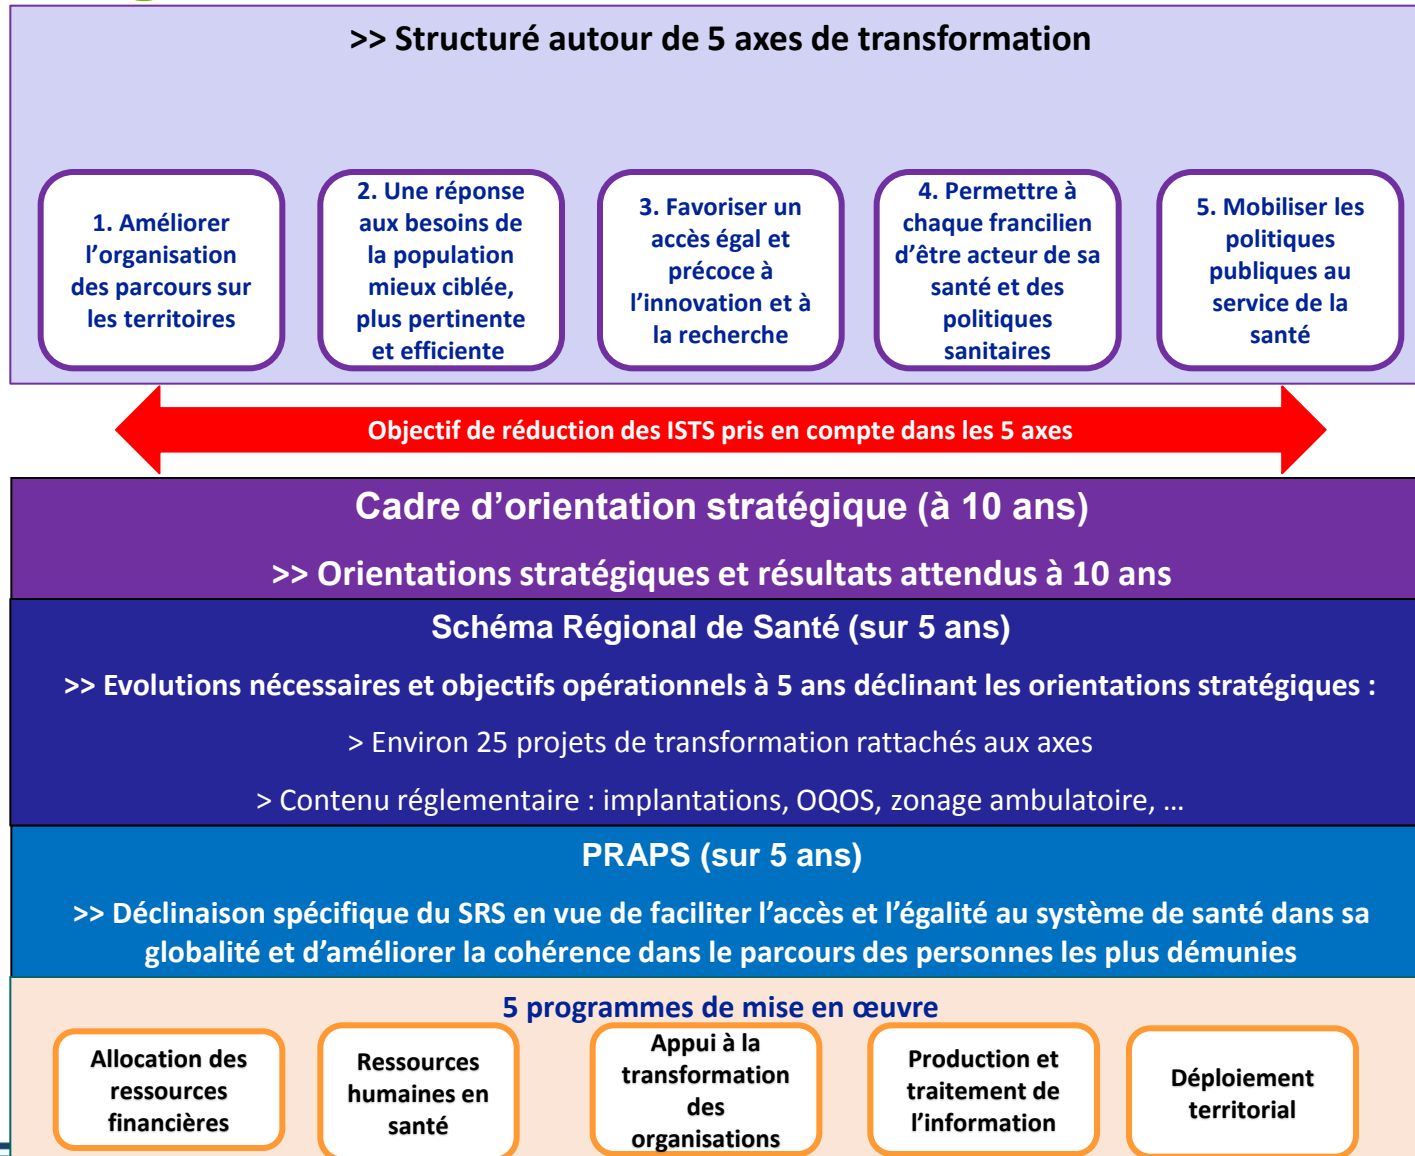 >> Structuré autour de 5 axes de transformation
1. Améliorer
l’organisation
des parcours sur
les territoires
2. Une réponse
aux besoins de
la population
mieux ciblée,
plus pertinente
et efficiente
3. Favoriser un
accès égal et
précoce à
l’innovation et à
la recherche
4. Permettre à
chaque francilien
d’être acteur de sa
santé et des
politiques
sanitaires
5. Mobiliser les
politiques
publiques au
service de la
santé
Objectif de réduction des ISTS pris en compte dans les 5 axes
Cadre d’orientation stratégique (à 10 ans)
>> Orientations stratégiques et résultats attendus à 10 ans
Schéma Régional de Santé (sur 5 ans)
>> Evolutions nécessaires et objectifs opérationnels à 5 ans déclinant les orientations stratégiques :
> Environ 25 projets de transformation rattachés aux axes
> Contenu réglementaire : implantations, OQOS, zonage ambulatoire, …
PRAPS (sur 5 ans)
>> Déclinaison spécifique du SRS en vue de faciliter l’accès et l’égalité au système de santé dans sa
globalité et d’améliorer la cohérence dans le parcours des personnes les plus démunies
5 programmes de mise en œuvre
Allocation des
ressources
financières
Ressources
humaines en
santé
Appui à la
transformation
des
organisations
Production et
traitement de
l’information
Déploiement
territorial